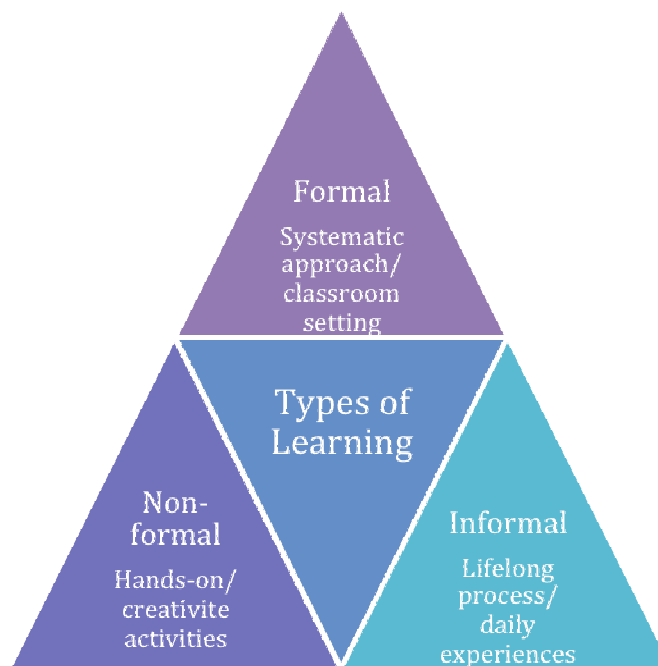 Formal
Systematic
approach/
classroom
setting
Types of
Learning
Non-
formal
Hands-on/
creativite
activities
Informal
Lifelong
process/
daily
experiences